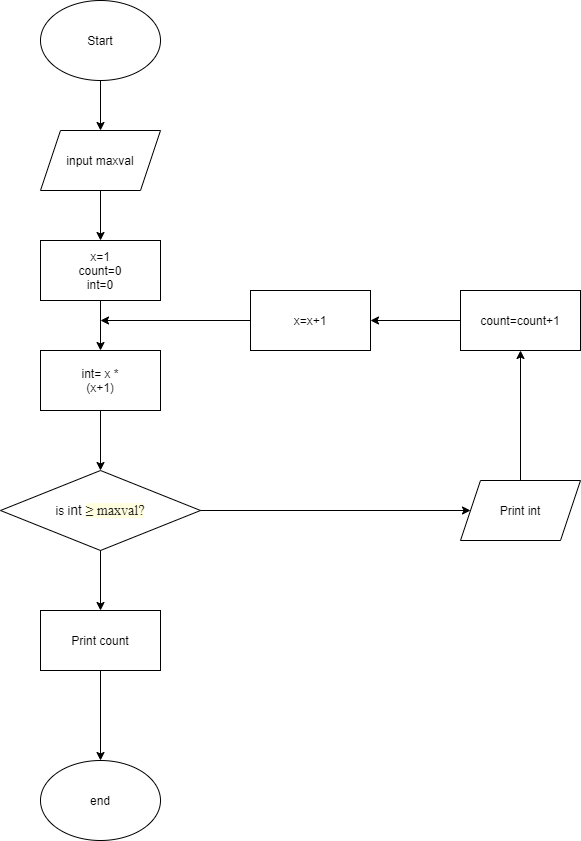 Start
input maxval
x=1
count=0
int=0
x=x+1
count=count+1
int= x *
(x+1)
is int ≥ maxval?
Print int
Print count
end